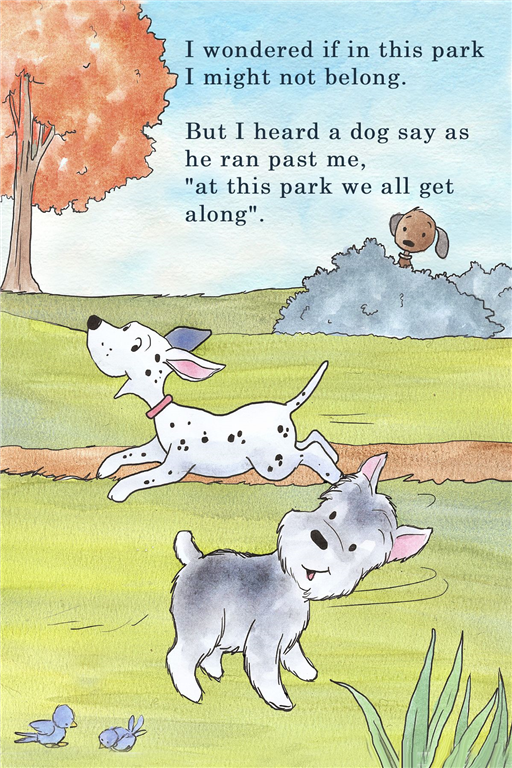 I wondered if in this park
I might not belong.
But I heard a dog say as
he ran past me,
"at this park we all get
along".